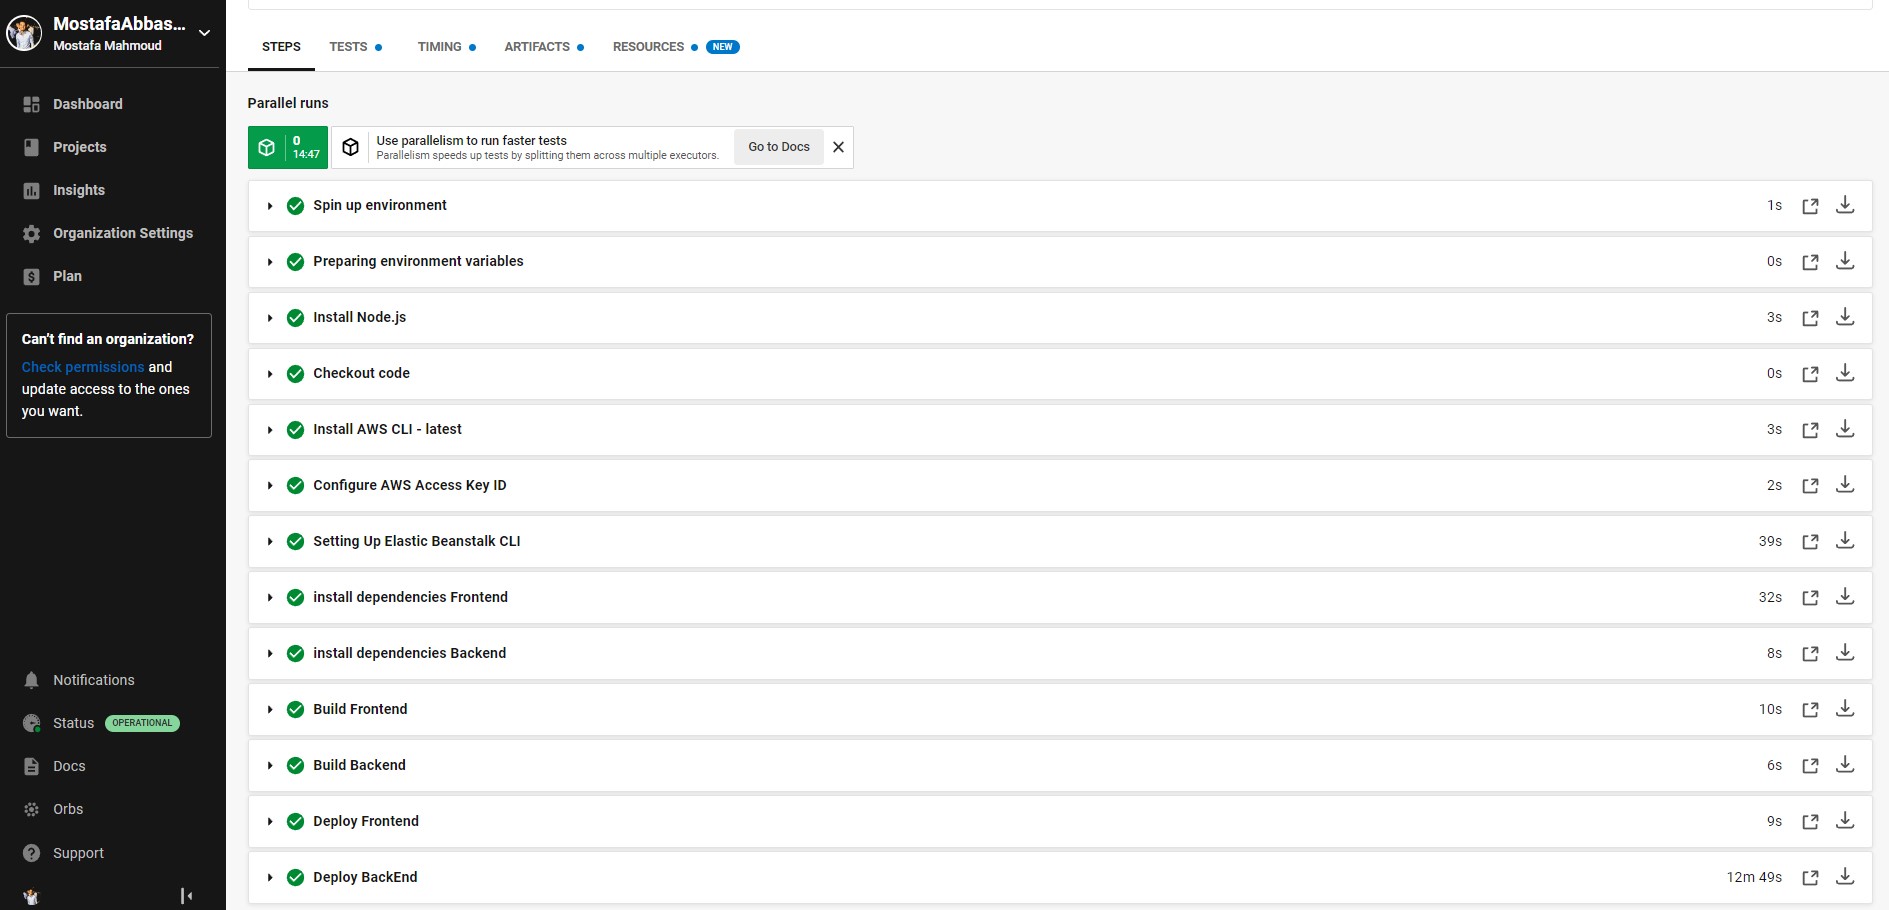 MostafaAbbas...
Mostafa Mahmoud
Dashboard
Projects
Insights
Organization Settings
Plan
Can't find an organization?
Check permissions and
update access to the ones
you want.
Notifications
Status OPERATIONAL
Docs
Orbs
Support
STEPS TESTS TIMING ARTIFACTS RESOURCES NEW
Parallel runs
0
14:47
Use parallelism to run faster tests
Parallelism speeds up tests by splitting them across multiple executors.
Go to Docs
Spin up environment 1s
Preparing environment variables 0s
Install Node.js 3s
Checkout code 0s
Install AWS CLI - latest 3s
Configure AWS Access Key ID 2s
Setting Up Elastic Beanstalk CLI 39s
install dependencies Frontend 32s
install dependencies Backend 8s
Build Frontend 10s
Build Backend 6s
Deploy Frontend 9s
Deploy BackEnd 12m 49s